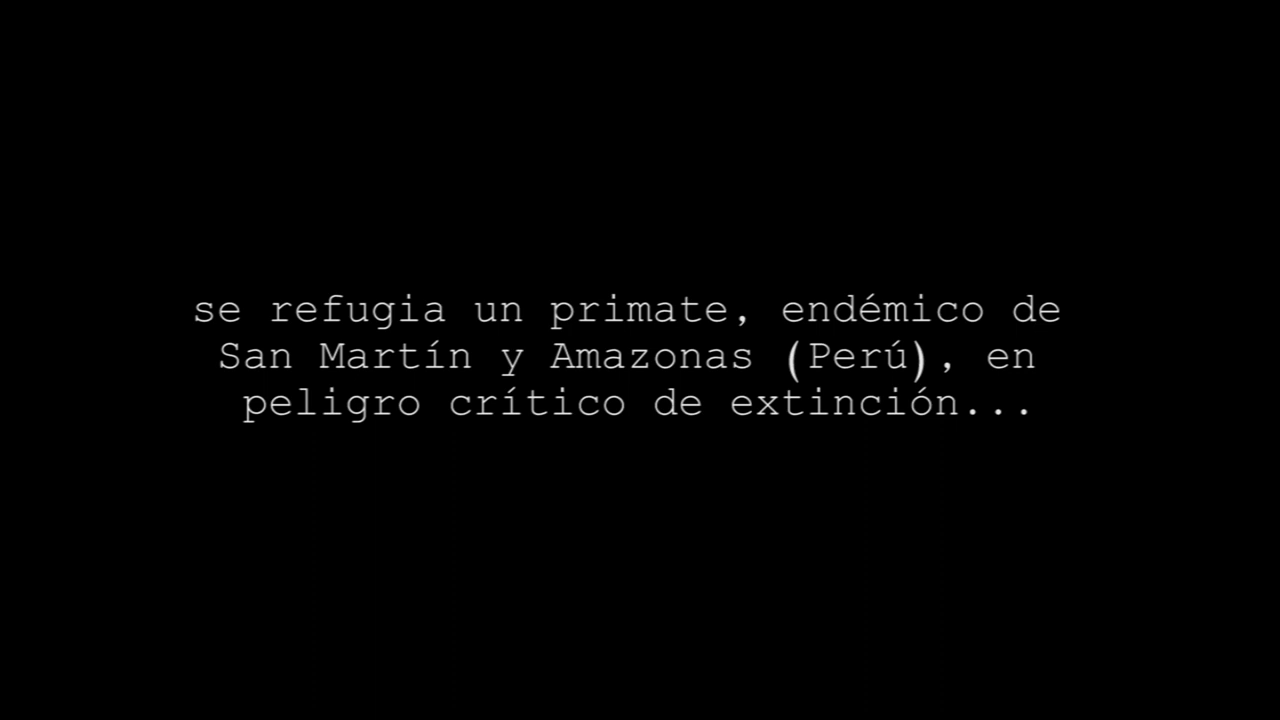 se refugia un primate, endémico de
San Martín y Amazonas (Perú), en
peligro crítico de extinción...